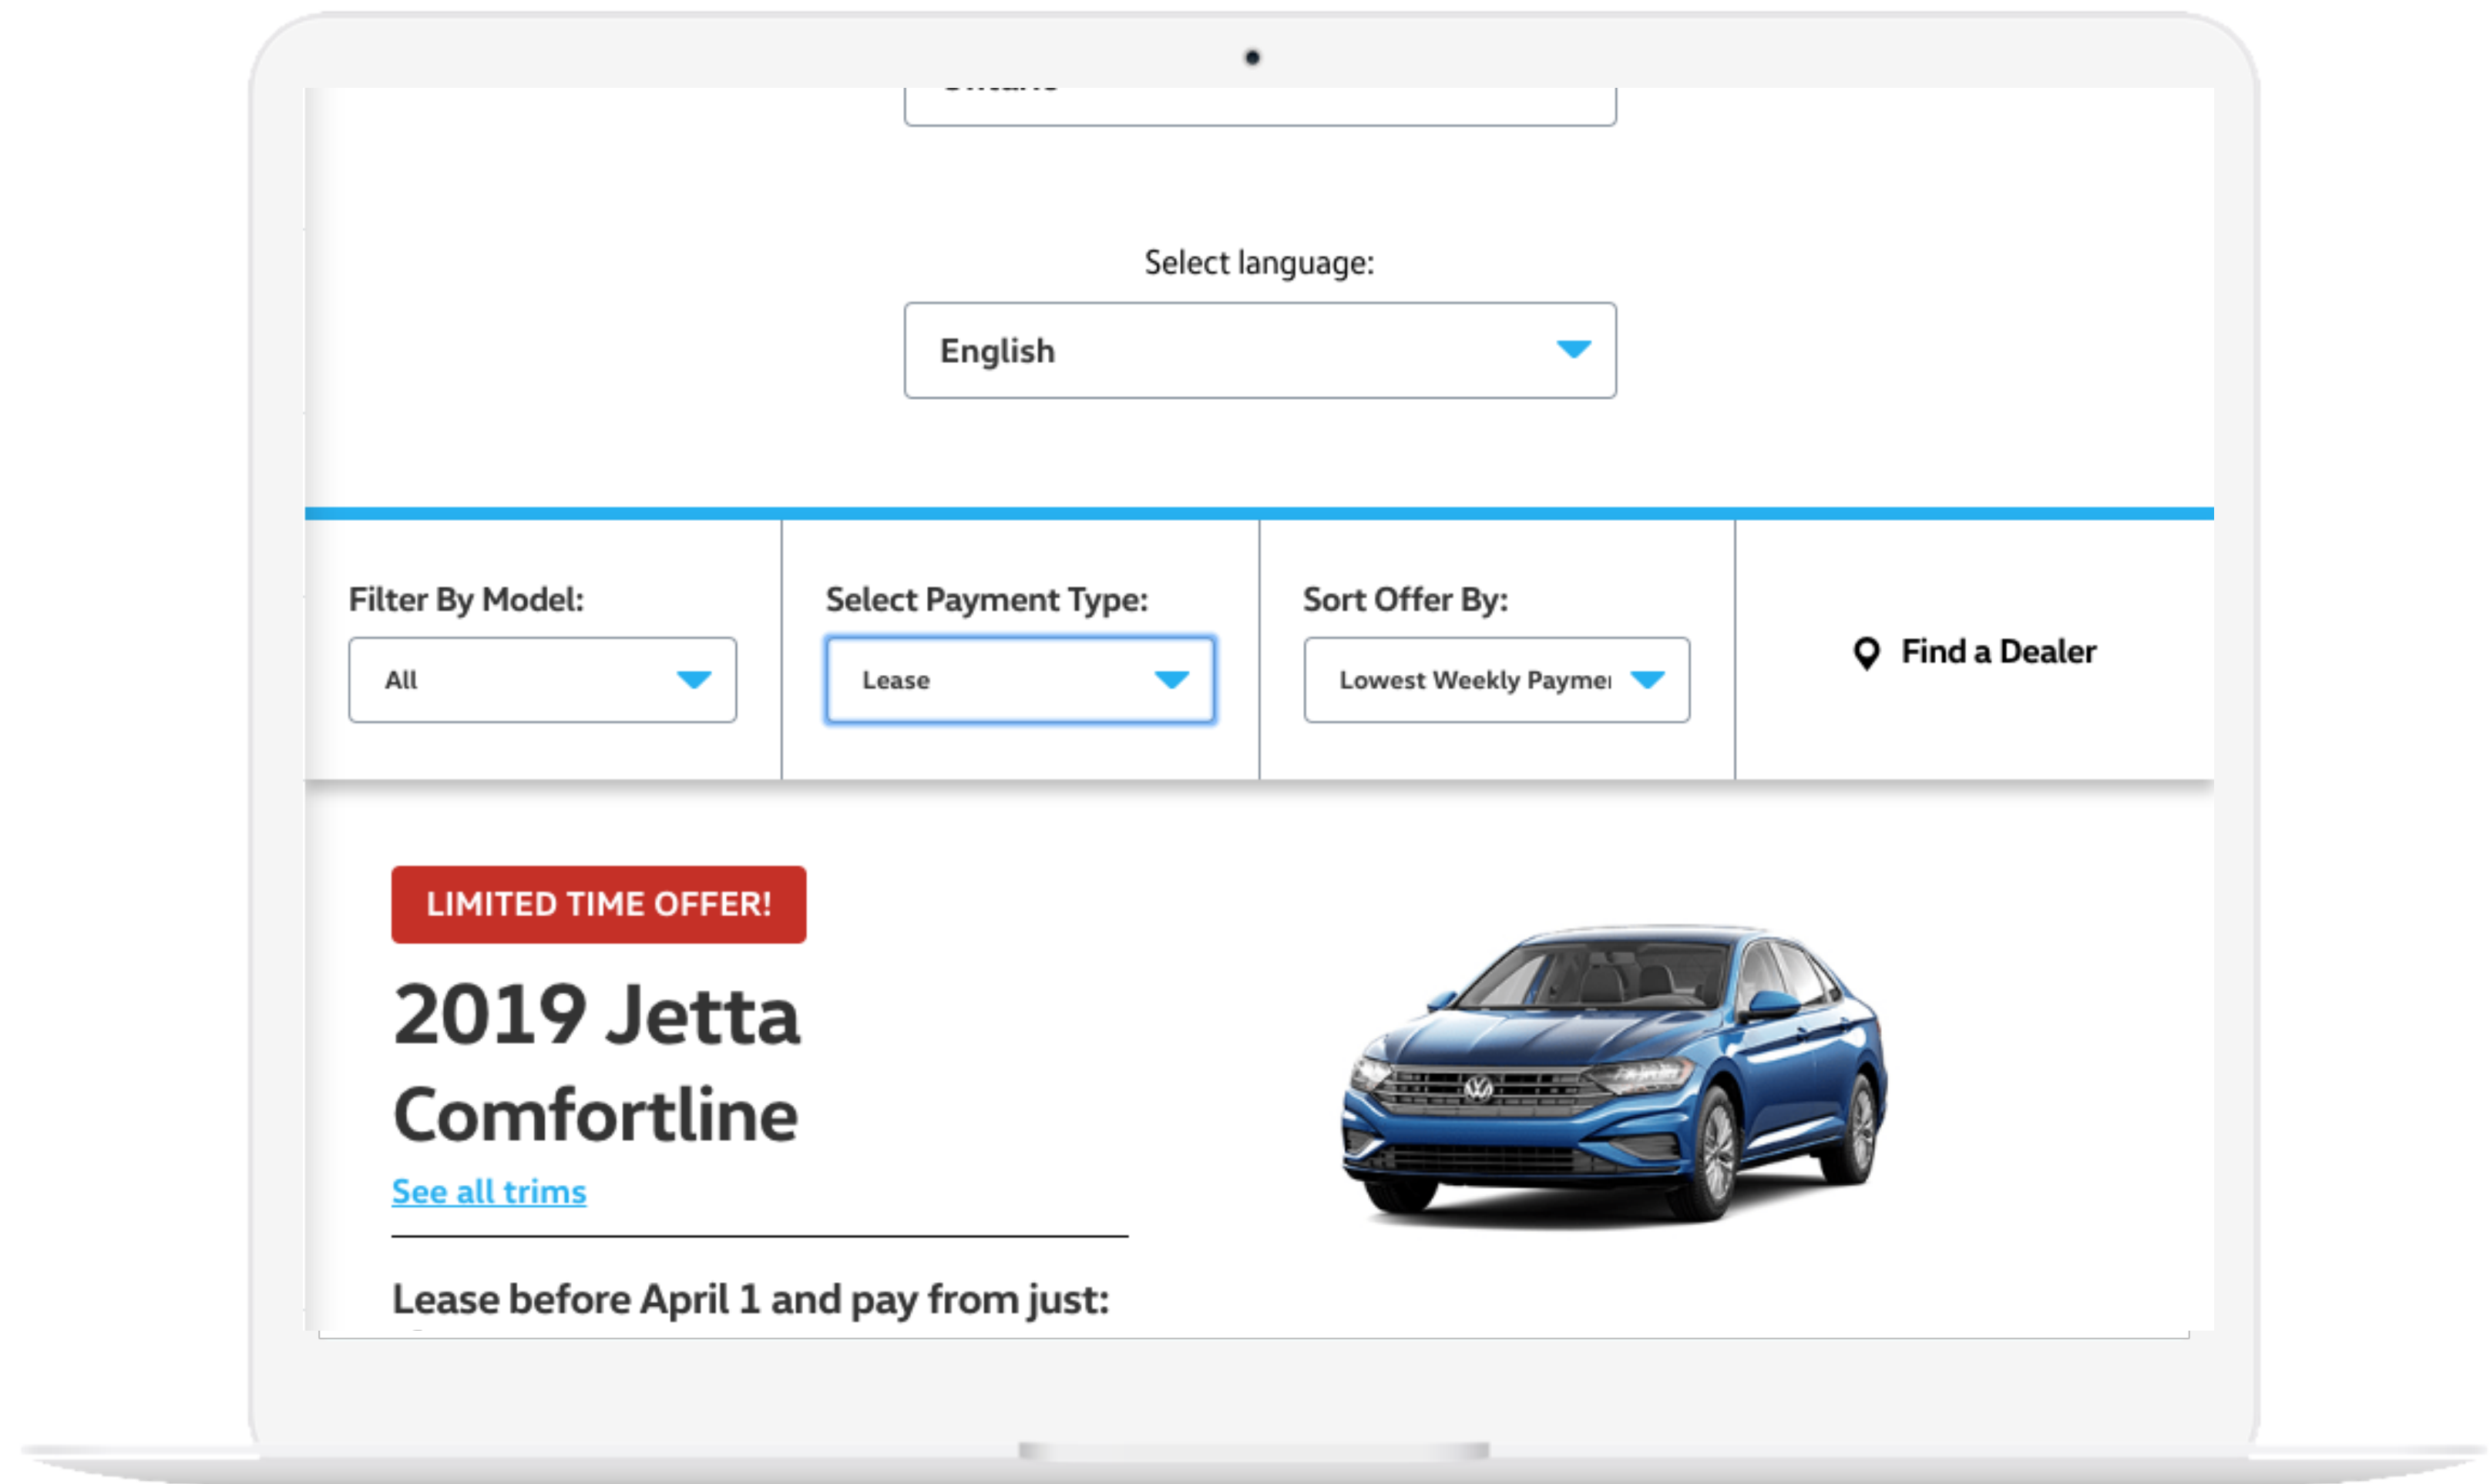 Select language:
English
Filter By Model:
Select Payment Type:
Sort Offer By:
All
Lease
Lowest Weekly
Find a Dealer
LIMITED TIME OFFER!
2019 Jetta
Comfortline
See all trims
Lease before April 1 and pay from just: